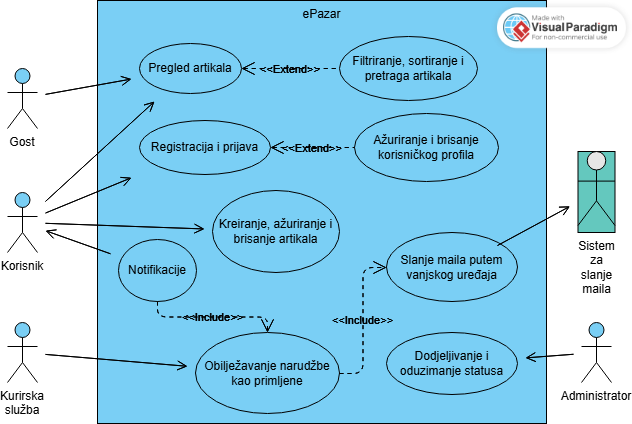 ePazar
Made with
VisualParadigm
For non-commercial use
Pregled artikala
<<Extend>>
Filtriranje, sortiranje i
pretraga artikala
Gost
Registracija i prijava
<<Extend>>
Ažuriranje i brisanje
korisničkog profila
Korisnik
Kreiranje, ažuriranje i
brisanje artikala
Notifikacije
Slanje maila putem
vanjskog uređaja
Sistem
za
slanje
maila
<<Include>>
<<Include>>
Kurirska
služba
Obilježavanje narudžbe
kao primljene
Dodjeljivanje i
oduzimanje statusa
Administrator